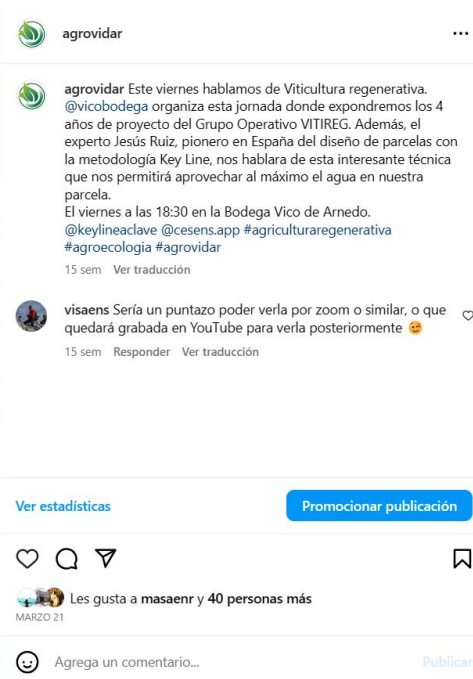 agrovidar
agrovidar Este viernes hablamos de Viticultura regenerativa.
@vicobodega organiza esta jornada donde expondremos los 4
años de proyecto del Grupo Operativo VITIREG. Además, el
experto Jesús Ruiz, pionero en España del diseño de parcelas con
la metodología Key Line, nos hablara de esta interesante técnica
que nos permitirá aprovechar al máximo el agua en nuestra
parcela.
El viernes a las 18:30 en la Bodega Vico de Arnedo.
@keylineaclave @cesens.app #agriculturaregenerativa
#agroecologia #agrovidar
15 sem Ver traducción
visaens Sería un puntazo poder verla por zoom o similar, o que
quedará grabada en YouTube para verla posteriormente 😉
15 sem Responder Ver traducción
Ver estadísticas
Promocionar publicación
Les gusta a masaenr y 40 personas más
MARZO 21
Agrega un comentario...
Publicar